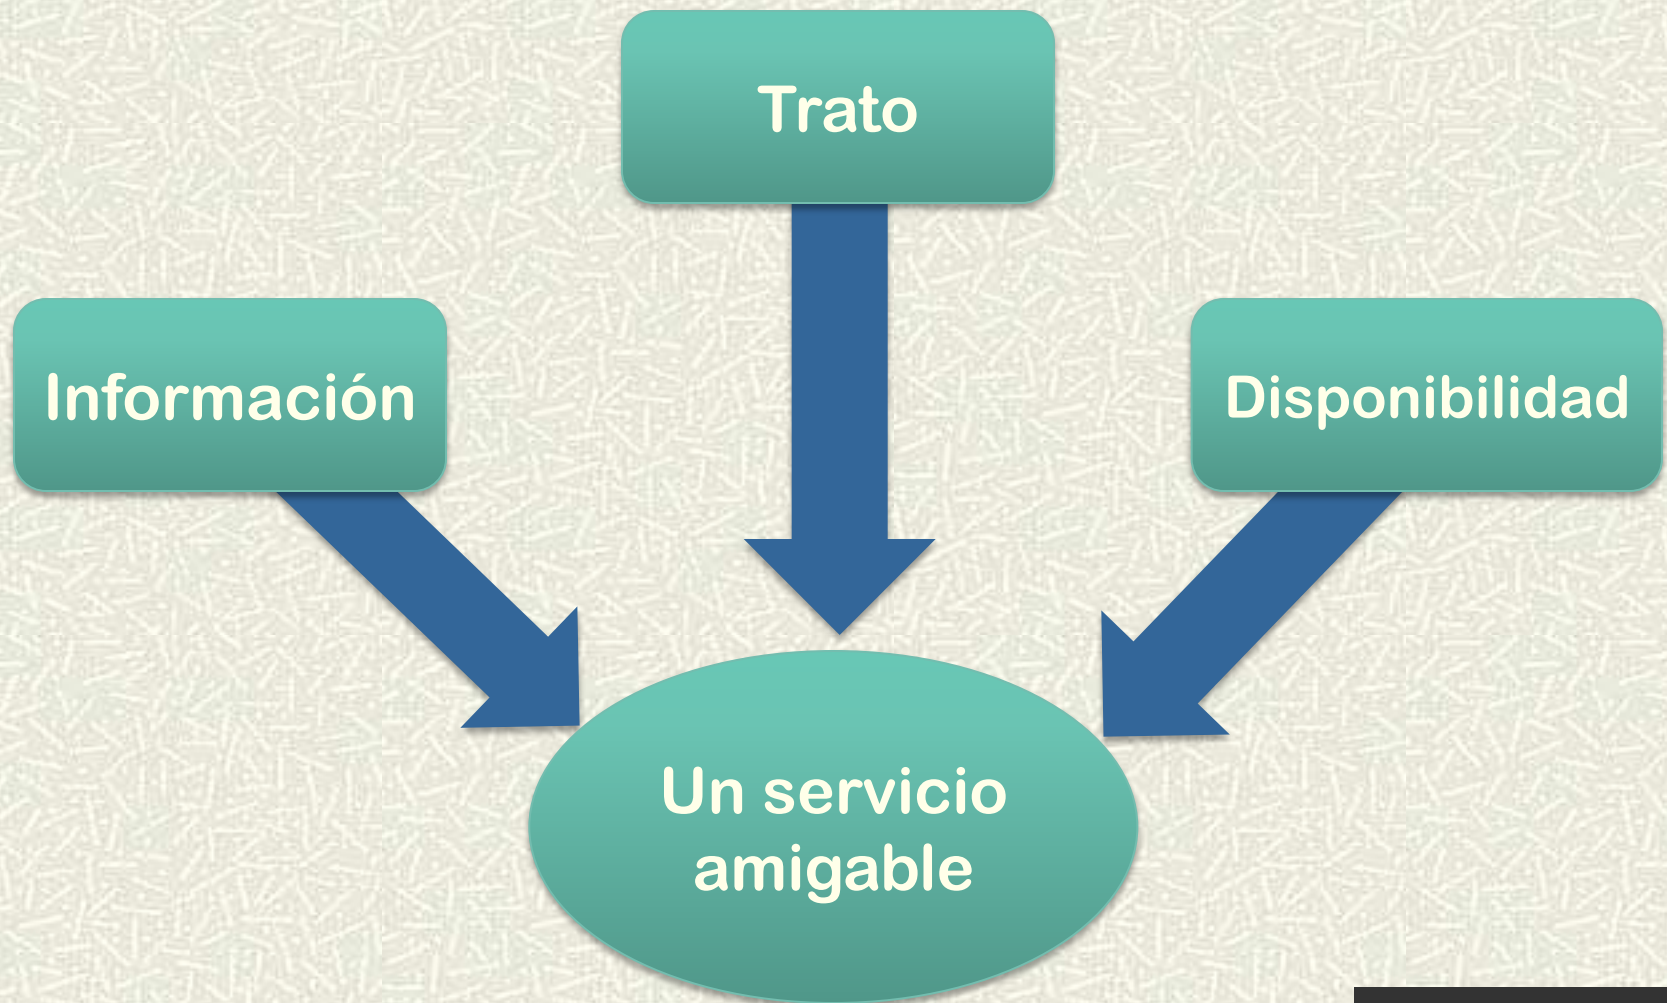 Trato
Información
Disponibilidad
Un servicio
amigable